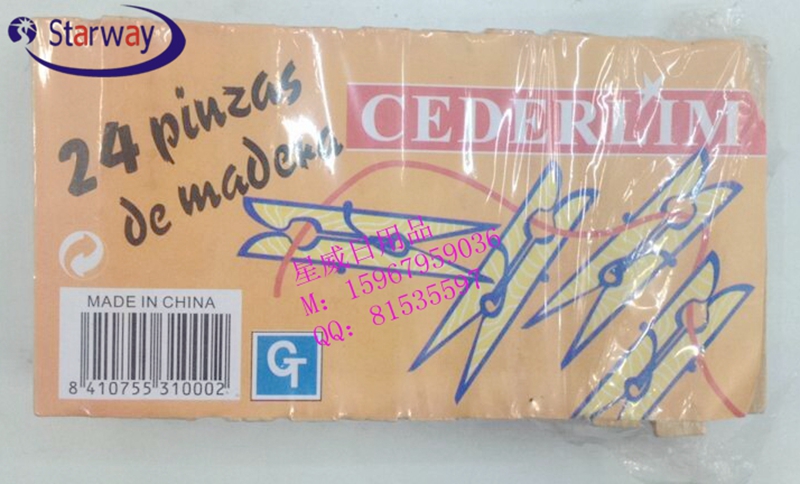 Starway
24 pinzas
de madera
CEDERLIM
星威日用品
M：15967959036
QQ：81535597
MADE IN CHINA
8 410755 310002
GT